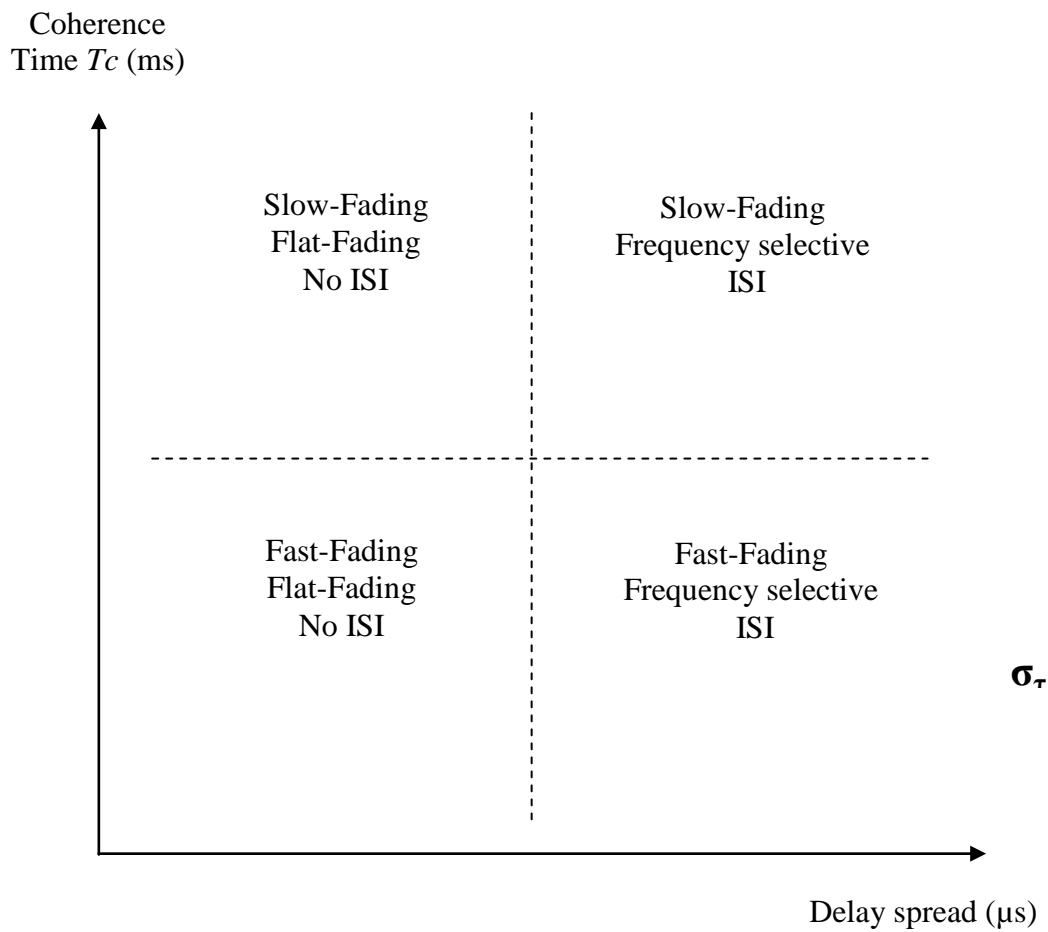 Coherence
Time Tc (ms)
Slow-Fading
Flat-Fading
No ISI
Slow-Fading
Frequency selective
ISI
Fast-Fading
Flat-Fading
No ISI
Fast-Fading
Frequency selective
ISI
στ
Delay spread (µs)